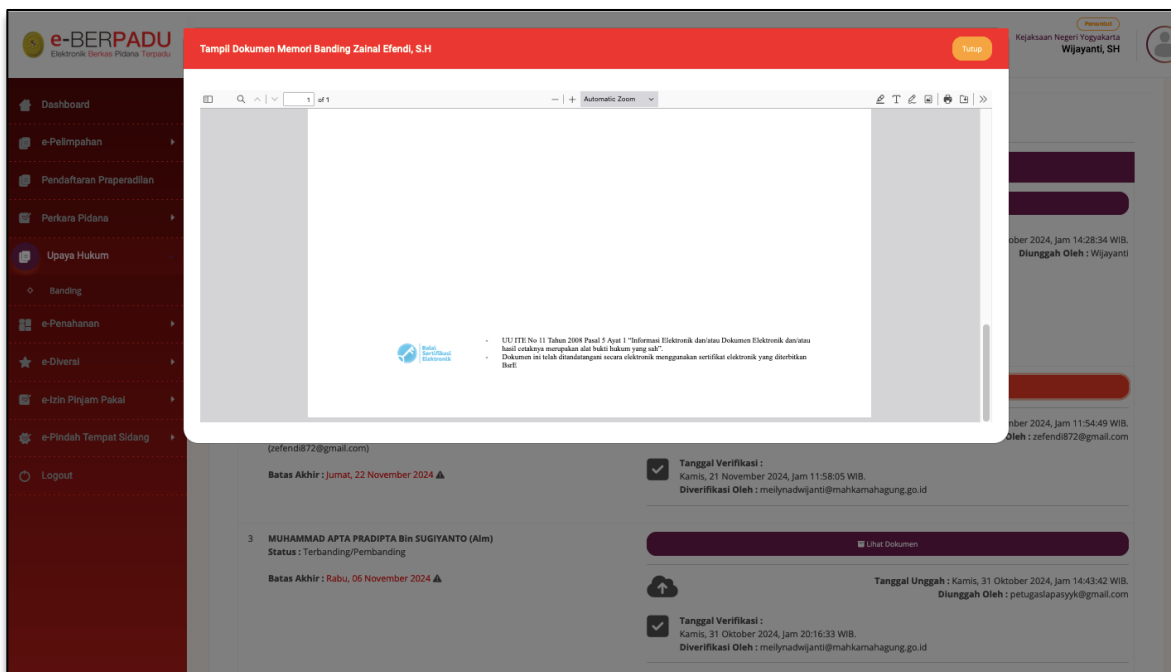 e-BERPADU
Elektronik Berkas Pidana Terpadu
Penuntut
Kejaksaan Negeri Yogyakarta
Wijayanti, SH
Tampil Dokumen Memori Banding Zainal Efendi, S.H
Tutup
1 of 1
Automatic Zoom
Dashboard
e-Pelimpahan
Pendaftaran Praperadilan
Perkara Pidana
Upaya Hukum
Banding
e-Penahanan
e-Diversi
e-Izin Pinjam Pakai
e-Pindah Tempat Sidang
Logout
ober 2024, Jam 14:28:34 WIB.
Diunggah Oleh : Wijayanti
Balai
Sertifikasi
Elektronik
- UU ITE No 11 Tahun 2008 Pasal 5 Ayat 1 "Informasi Elektronik dan/atau Dokumen Elektronik dan/atau
hasil cetaknya merupakan alat bukti hukum yang sah".
- Dokumen ini telah ditandatangani secara elektronik menggunakan sertifikat elektronik yang diterbitkan
BsrE
mber 2024, Jam 11:54:49 WIB.
Oleh : zefendi872@gmail.com
(zefendi872@gmail.com)
Batas Akhir : Jumat, 22 November 2024
Tanggal Verifikasi :
Kamis, 21 November 2024, Jam 11:58:05 WIB.
Diverifikasi Oleh : meilynadwijanti@mahkamahagung.go.id
3 MUHAMMAD APTA PRADIPTA Bin SUGIYANTO (Alm)
Status : Terbanding/Pembanding
Batas Akhir : Rabu, 06 November 2024
Lihat Dokumen
Tanggal Unggah : Kamis, 31 Oktober 2024, Jam 14:43:42 WIB.
Diunggah Oleh : petugaslapasyyk@gmail.com
Tanggal Verifikasi :
Kamis, 31 Oktober 2024, Jam 20:16:33 WIB.
Diverifikasi Oleh : meilynadwijanti@mahkamahagung.go.id